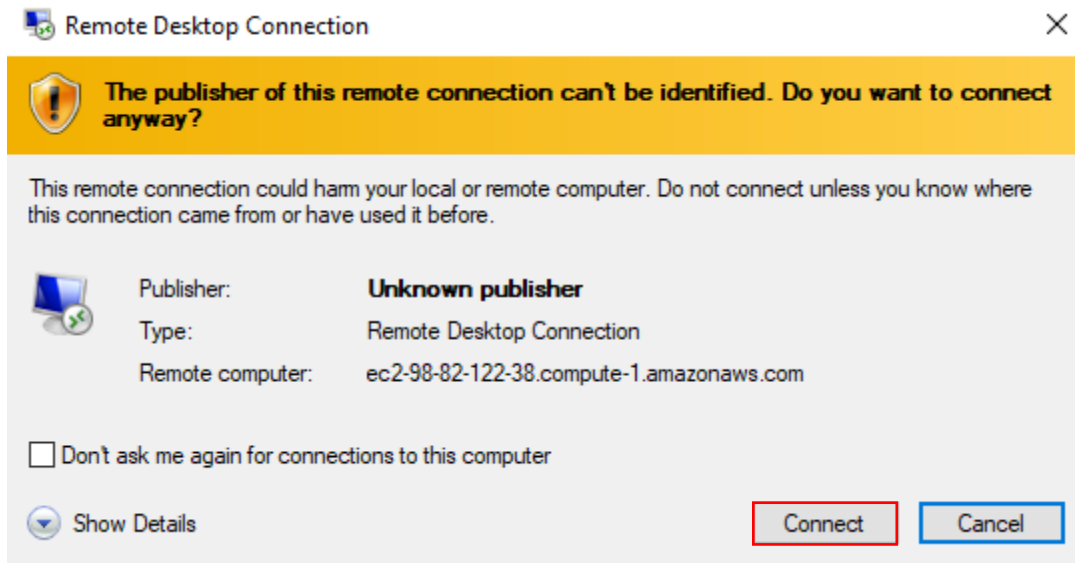 Remote Desktop Connection
The publisher of this remote connection can't be identified. Do you want to connect
anyway?
This remote connection could harm your local or remote computer. Do not connect unless you know where
this connection came from or have used it before.
Publisher: Unknown publisher
Type: Remote Desktop Connection
Remote computer: ec2-98-82-122-38.compute-1.amazonaws.com
Don't ask me again for connections to this computer
Show Details Connect Cancel